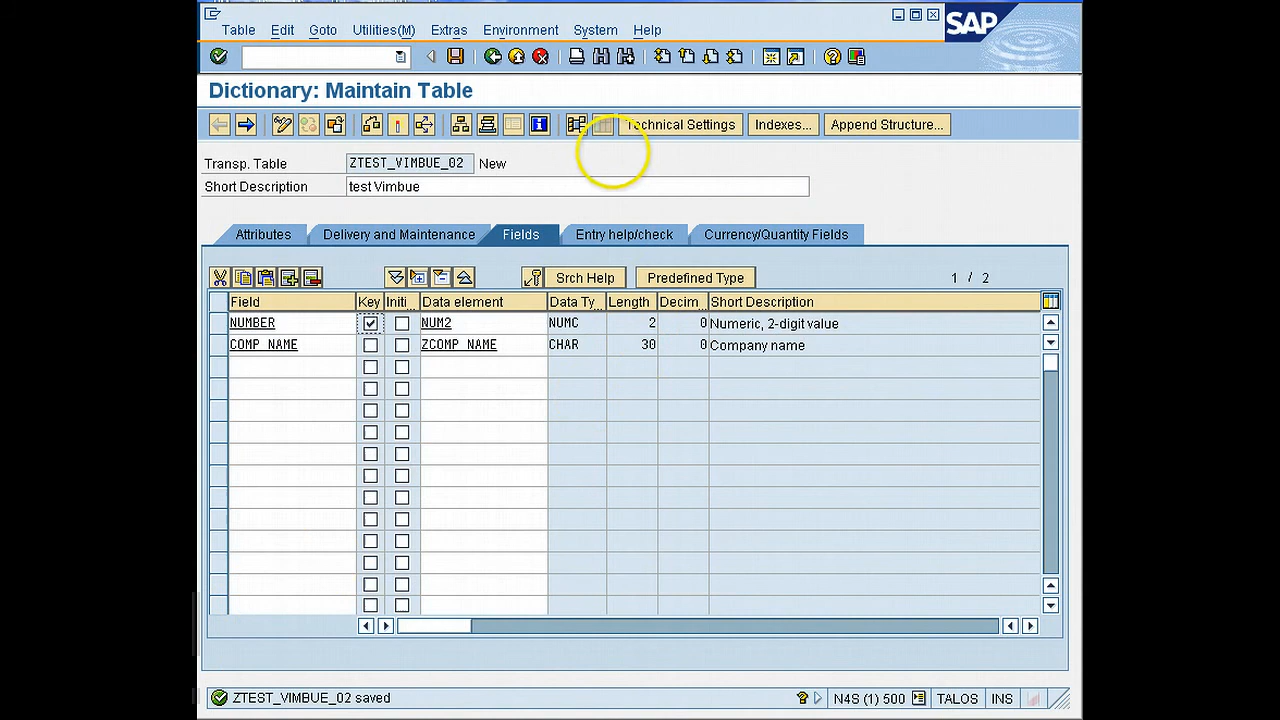 Table Edit Goto Utilities(M) Extras Environment System Help
SAP
Dictionary: Maintain Table
Technical Settings Indexes... Append Structure...
Transp. Table ZTEST_VIMBUE_02 New
Short Description test Vimbue
Attributes Delivery and Maintenance Fields Entry help/check Currency/Quantity Fields
Srch Help Predefined Type 1 / 2
Field Key Initi... Data element Data Ty... Length Decim... Short Description
NUMBER NUM2 NUMC 2 0 Numeric, 2-digit value
COMP_NAME ZCOMP_NAME CHAR 30 0 Company name
ZTEST_VIMBUE_02 saved N4S (1) 500 TALOS INS